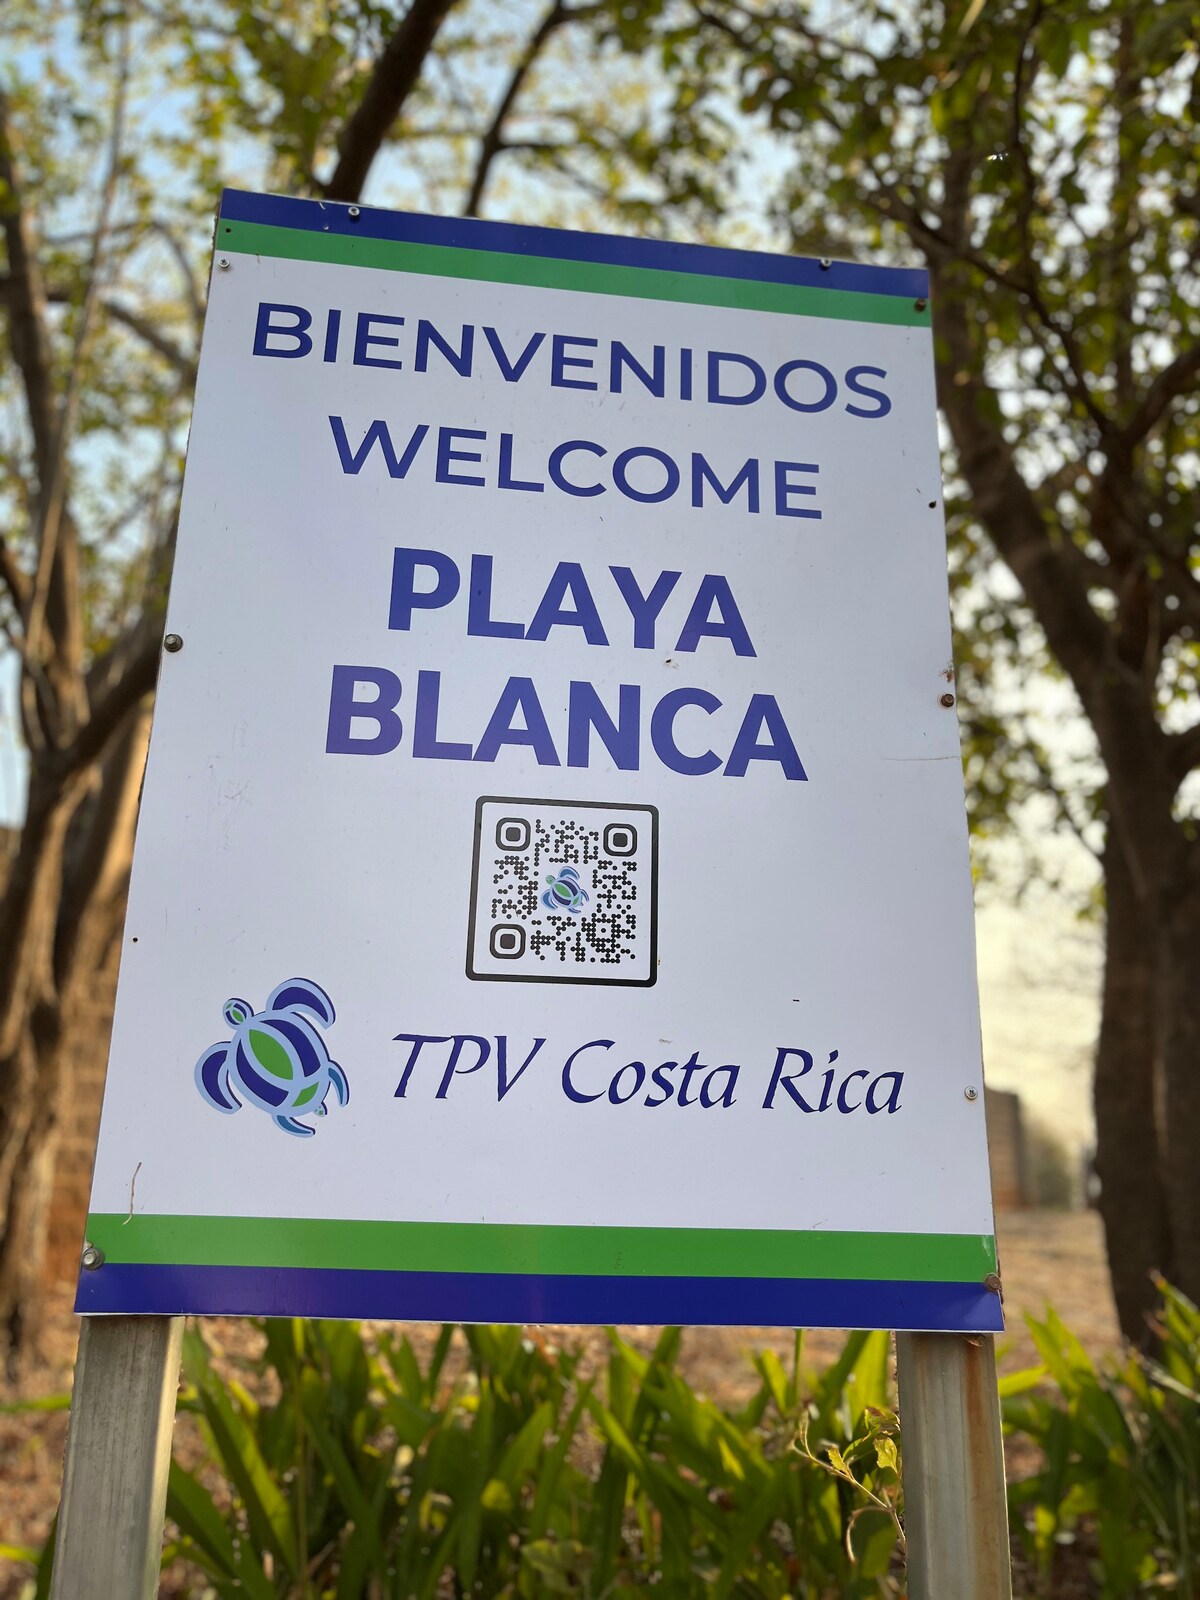 BIENVENIDOS
WELCOME
PLAYA
BLANCA
TPV Costa Rica